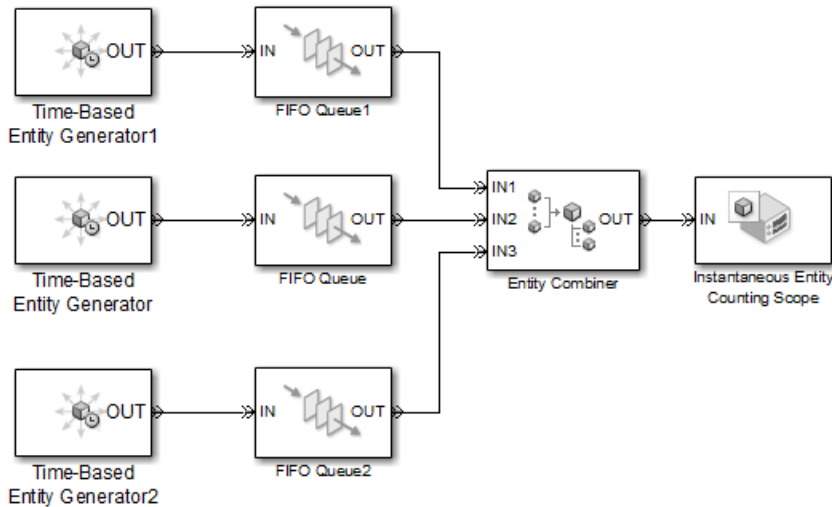 OUT
Time-Based
Entity Generator1
IN
OUT
FIFO Queue1
OUT
Time-Based
Entity Generator
IN
OUT
FIFO Queue
IN1
IN2
IN3
OUT
Entity Combiner
IN
Instantaneous Entity
Counting Scope
OUT
Time-Based
Entity Generator2
IN
OUT
FIFO Queue2